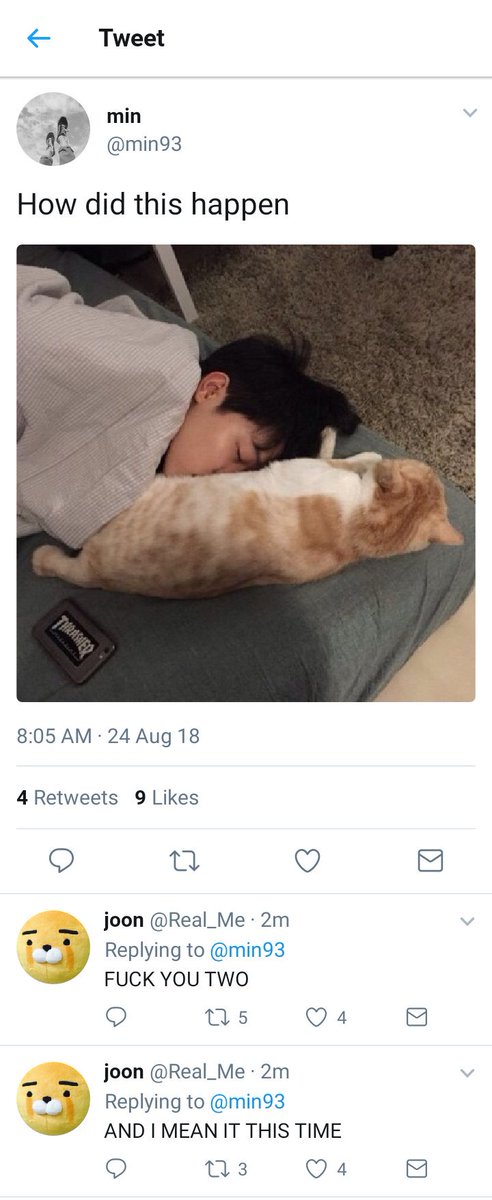 Tweet
min
@min93
How did this happen
THRASHER
8:05 AM · 24 Aug 18
4 Retweets 9 Likes
joon @Real_Me · 2m
Replying to @min93
FUCK YOU TWO
5 4
joon @Real_Me · 2m
Replying to @min93
AND I MEAN IT THIS TIME
3 4